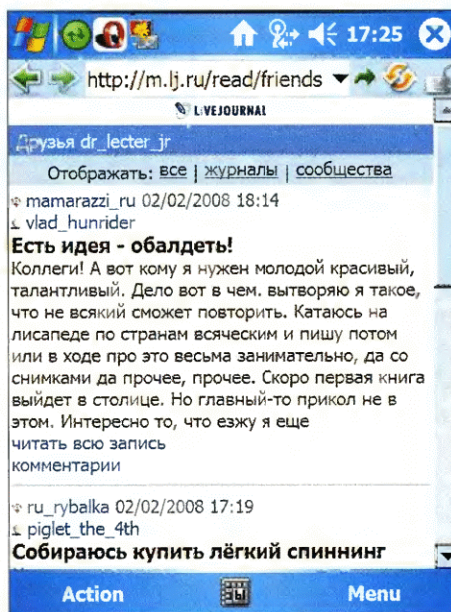 17:25
http://m.lj.ru/read/friends
LIVEJOURNAL
Друзья dr_lecter_jr
Отображать: все | журналы | сообщества
mamarazzi_ru 02/02/2008 18:14
vlad_hunrider
Есть идея - обалдеть!
Коллеги! А вот кому я нужен молодой красивый,
талантливый. Дело вот в чем. вытворяю я такое,
что не всякий сможет повторить. Катаюсь на
лисапеде по странам всяческим и пишу потом
или в ходе про это весьма занимательно, да со
снимками да прочее, прочее. Скоро первая книга
выйдет в столице. Но главный-то прикол не в
этом. Интересно то, что езжу я еще
читать всю запись
комментарии
ru_rybalka 02/02/2008 17:19
piglet_the_4th
Собираюсь купить лёгкий спиннинг
Action Menu